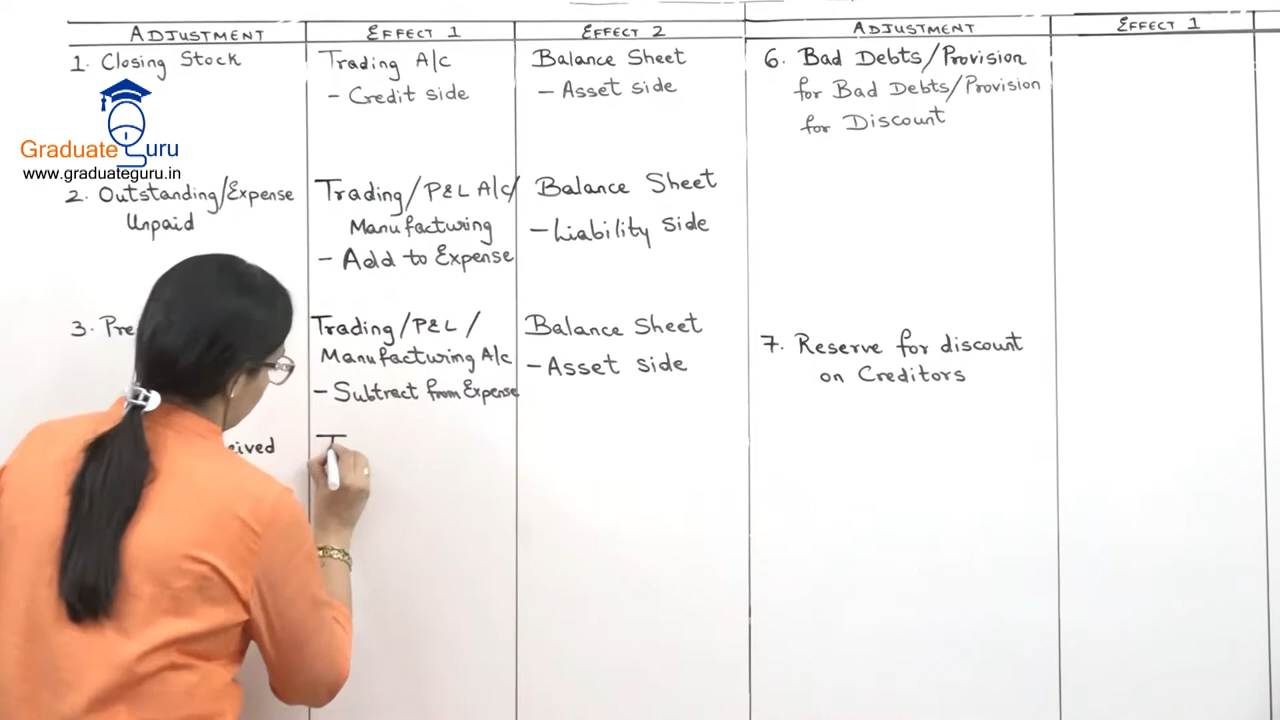 ADJUSTMENT
EFFECT 1
EFFECT 2
1. Closing Stock
Trading A/c
- Credit side
Balance Sheet
- Asset side
Graduate Guru
www.graduateguru.in
2. Outstanding/Expense
Unpaid
Trading/P&L A/c/
Manufacturing
- Add to Expense
Balance Sheet
- Liability side
3. Pre
Trading/P&L/
Manufacturing A/c
- Subtract from Expense
Balance Sheet
- Asset side
eived
T
ADJUSTMENT
EFFECT 1
6. Bad Debts/Provision
for Bad Debts/Provision
for Discount
7. Reserve for discount
on Creditors